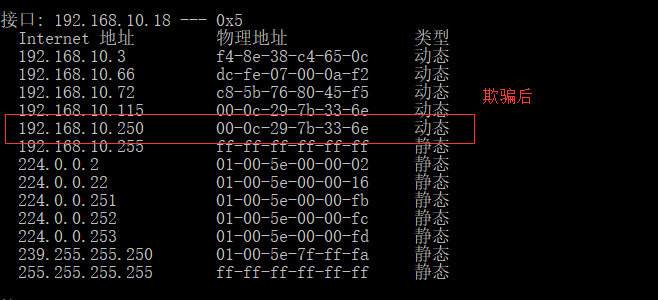 接口: 192.168.10.18 --- 0x5
Internet 地址 物理地址 类型
192.168.10.3 f4-8e-38-c4-65-0c 动态
192.168.10.66 dc-fe-07-00-0a-f2 动态
192.168.10.72 c8-5b-76-80-45-f5 动态
192.168.10.115 00-0c-29-7b-33-6e 动态
欺骗后
192.168.10.250 00-0c-29-7b-33-6e 动态
192.168.10.255 ff-ff-ff-ff-ff-ff 静态
224.0.0.2 01-00-5e-00-00-02 静态
224.0.0.22 01-00-5e-00-00-16 静态
224.0.0.251 01-00-5e-00-00-fb 静态
224.0.0.252 01-00-5e-00-00-fc 静态
224.0.0.253 01-00-5e-00-00-fd 静态
239.255.255.250 01-00-5e-7f-ff-fa 静态
255.255.255.255 ff-ff-ff-ff-ff-ff 静态